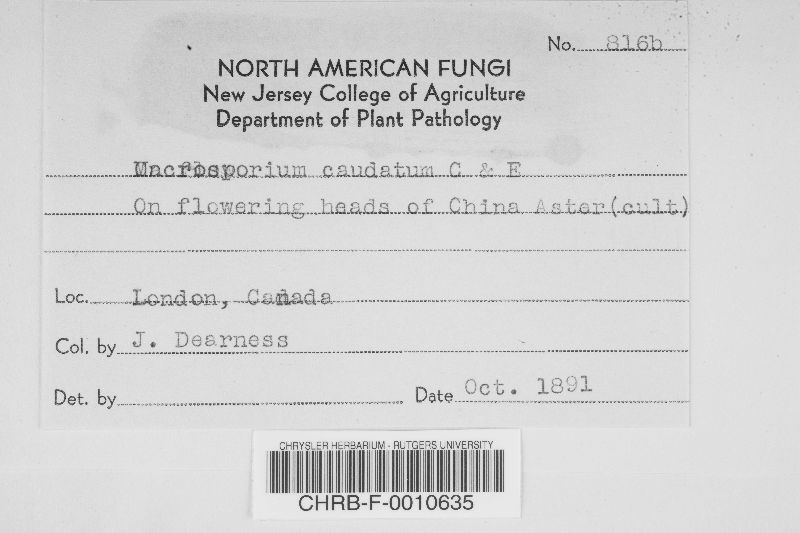 No. 816b
NORTH AMERICAN FUNGI
New Jersey College of Agriculture
Department of Plant Pathology
Macrosporium caudatum C & E
On flowering heads of China Aster(cult)
Loc. London, Canada
Col. by J. Dearness
Det. by
Date Oct. 1891
CHRYSLER HERBARIUM - RUTGERS UNIVERSITY
CHRB-F-0010635